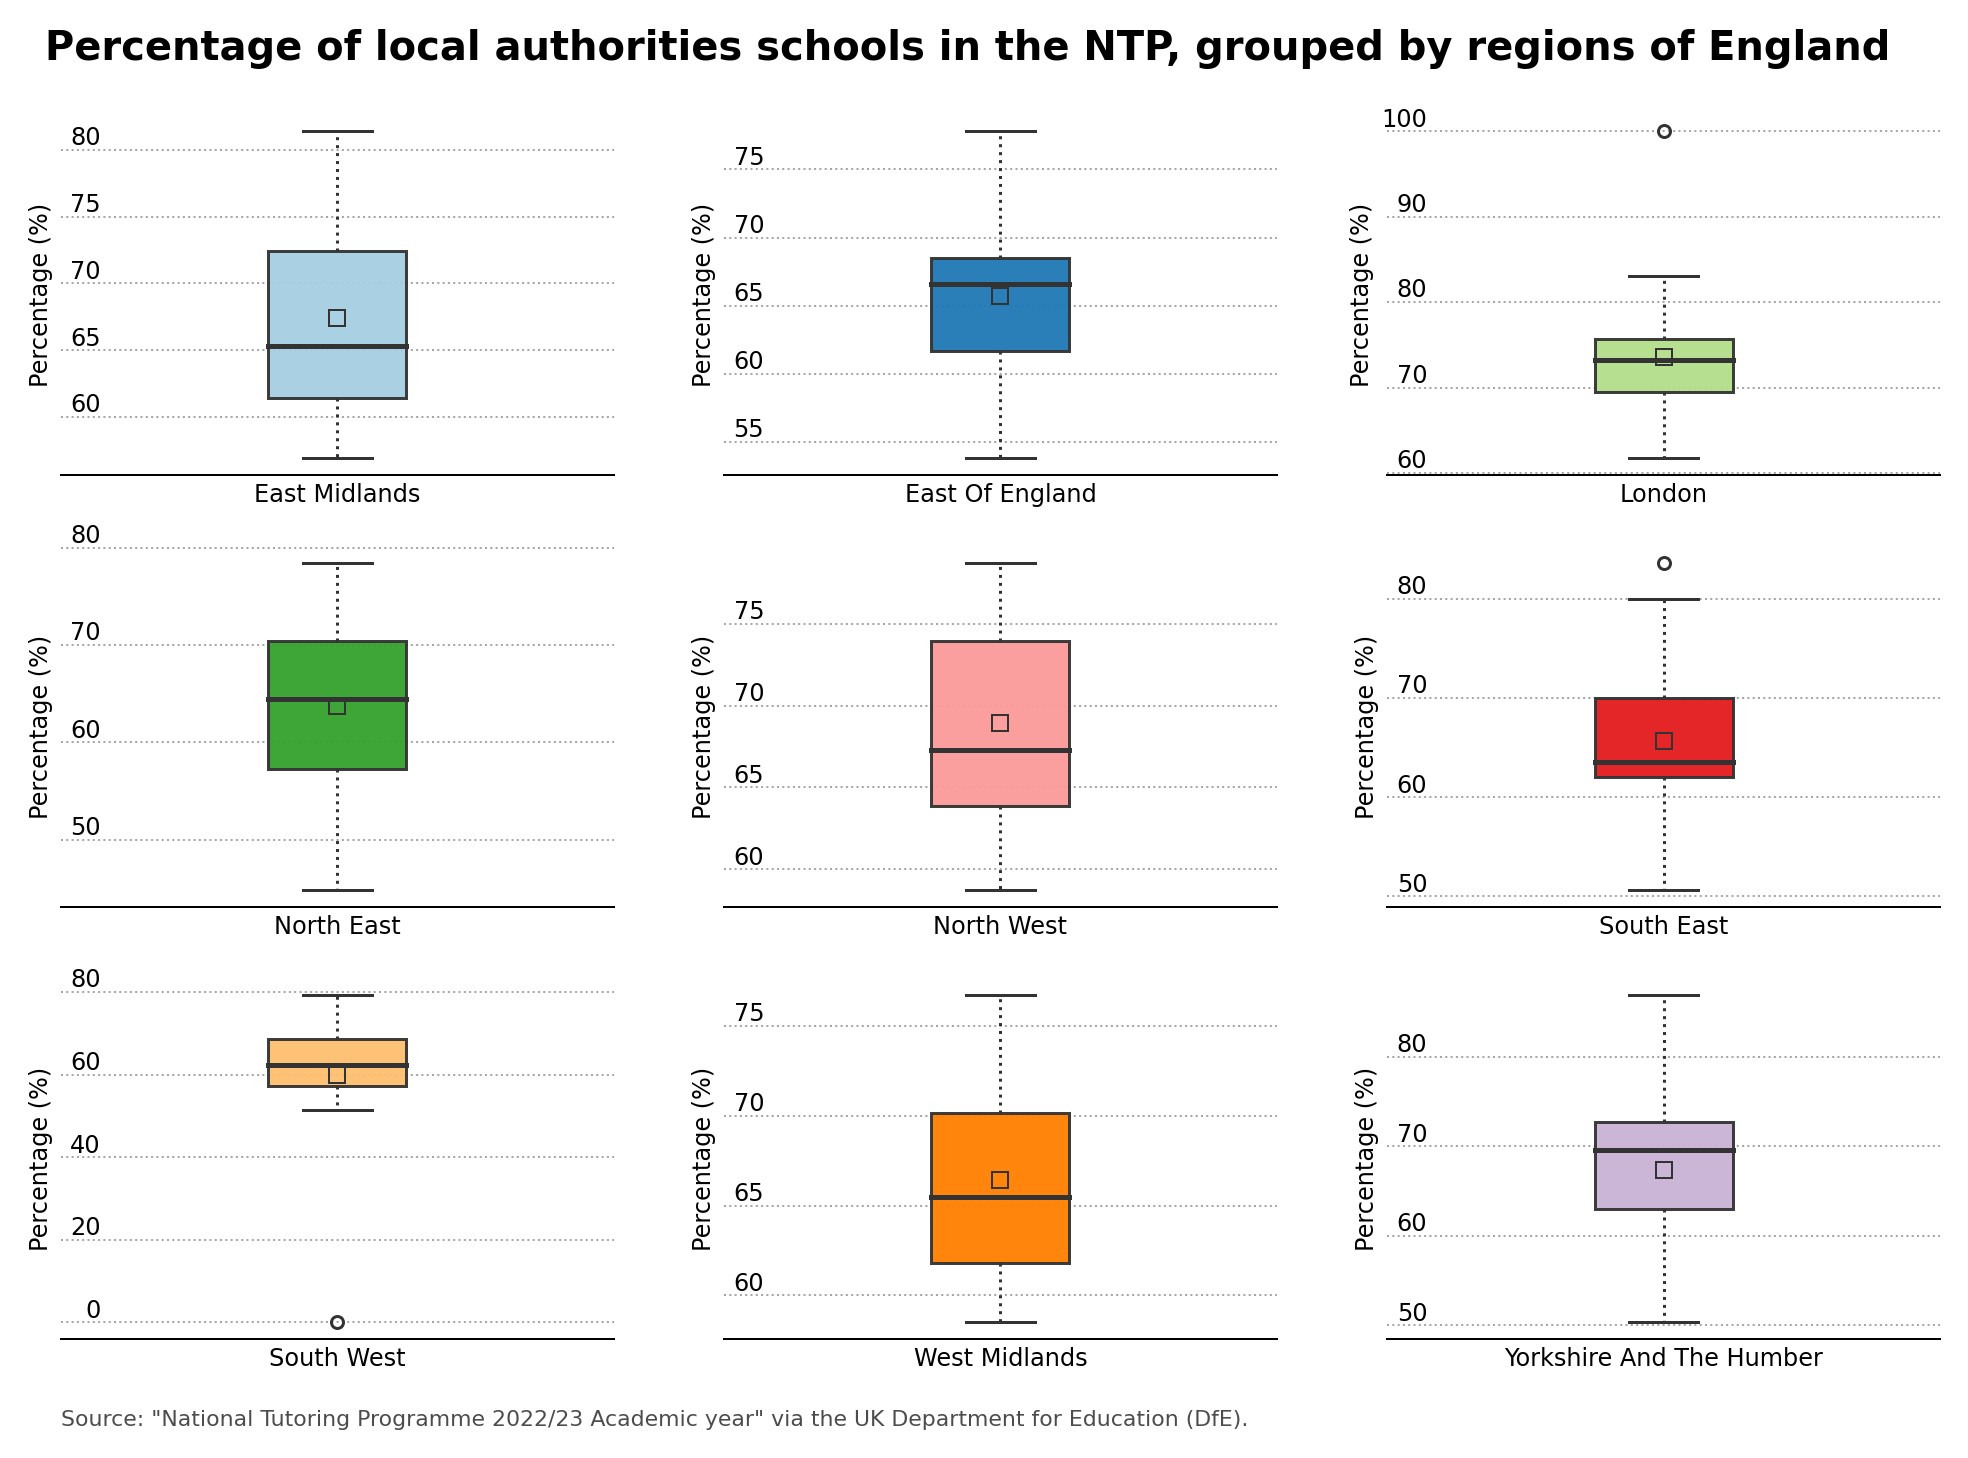 Percentage of local authorities schools in the NTP, grouped by regions of England
Percentage (%)
80
75
70
65
60
East Midlands
Percentage (%)
75
70
65
60
55
East Of England
Percentage (%)
100
90
80
70
60
London
Percentage (%)
80
70
60
50
North East
Percentage (%)
75
70
65
60
North West
Percentage (%)
80
70
60
50
South East
Percentage (%)
80
60
40
20
0
South West
Percentage (%)
75
70
65
60
West Midlands
Percentage (%)
80
70
60
50
Yorkshire And The Humber
Source: "National Tutoring Programme 2022/23 Academic year" via the UK Department for Education (DfE).